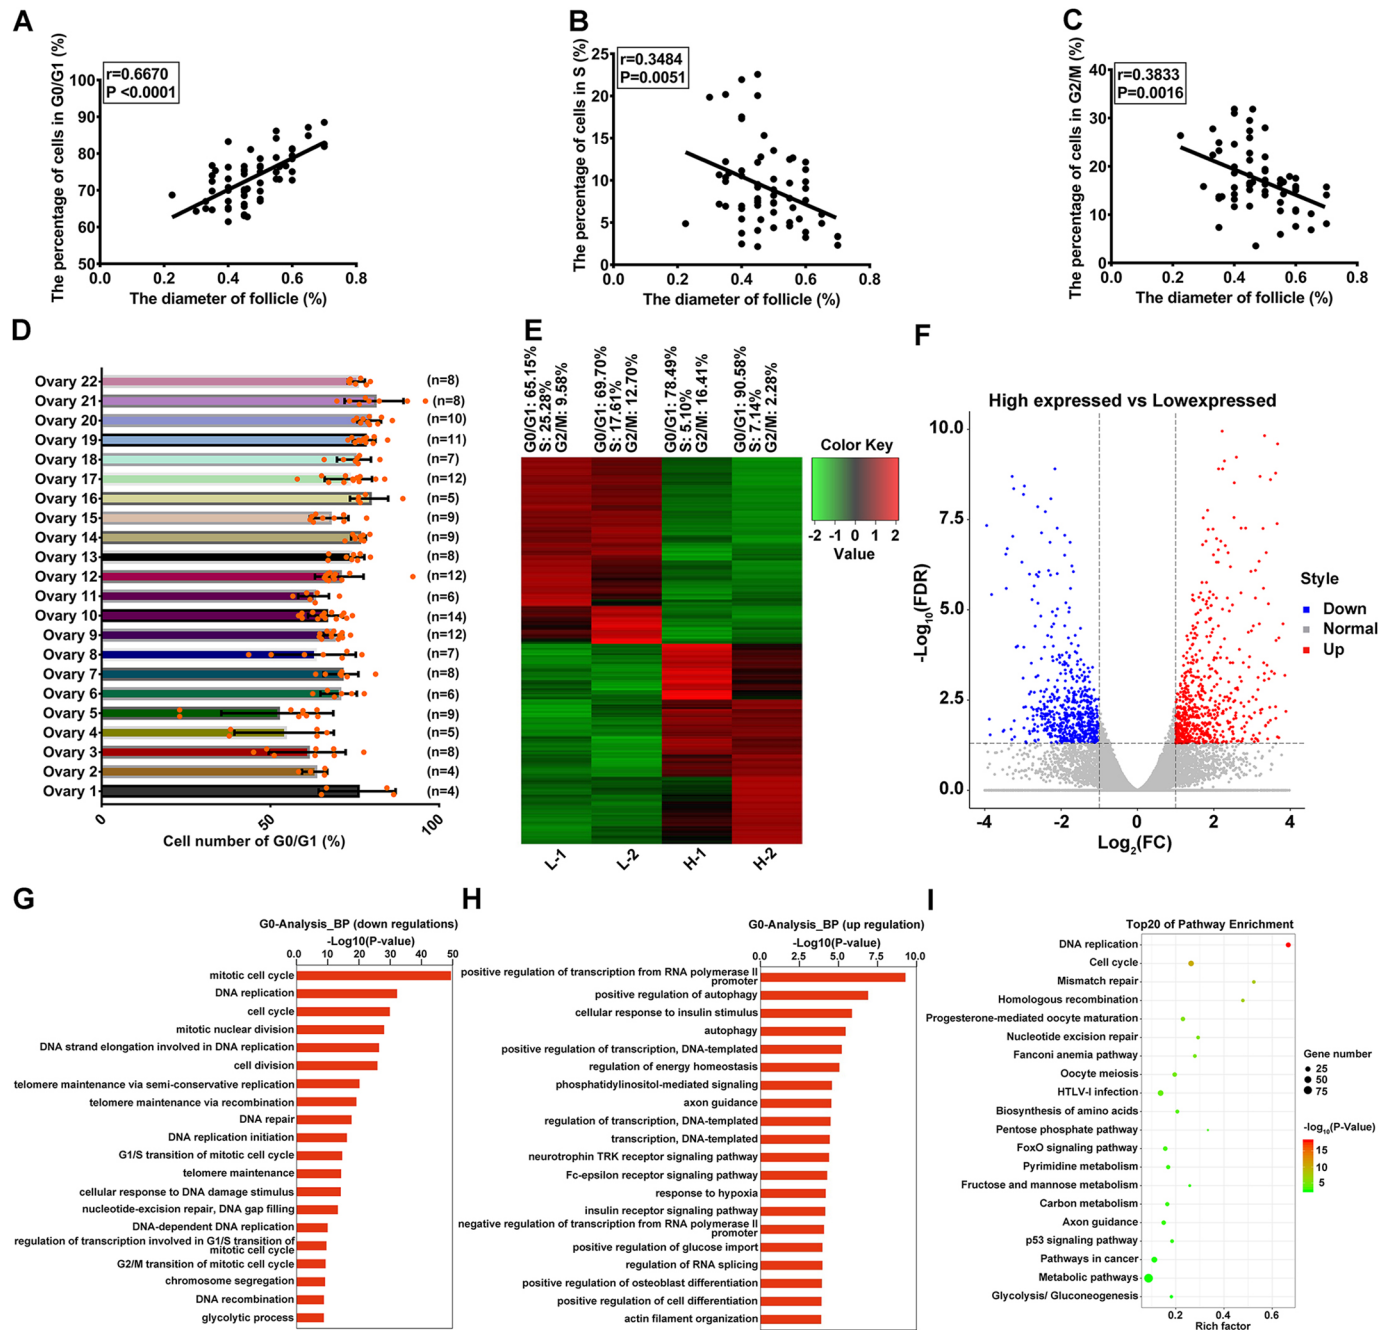 A
The percentage of cells in G0/G1 (%)
r=0.6670
P <0.0001
100
90
80
70
60
50
0.0
0.2
0.4
0.6
0.8
The diameter of follicle (%)
B
The percentage of cells in S (%)
r=0.3484
P=0.0051
25
20
15
10
5
0
0.0
0.2
0.4
0.6
0.8
The diameter of follicle (%)
C
The percentage of cells in G2/M (%)
r=0.3833
P=0.0016
40
30
20
10
0
0.0
0.2
0.4
0.6
0.8
The diameter of follicle (%)
D
Ovary 22 (n=8)
Ovary 21 (n=8)
Ovary 20 (n=10)
Ovary 19 (n=11)
Ovary 18 (n=7)
Ovary 17 (n=12)
Ovary 16 (n=5)
Ovary 15 (n=9)
Ovary 14 (n=9)
Ovary 13 (n=8)
Ovary 12 (n=12)
Ovary 11 (n=6)
Ovary 10 (n=14)
Ovary 9 (n=12)
Ovary 8 (n=7)
Ovary 7 (n=8)
Ovary 6 (n=6)
Ovary 5 (n=9)
Ovary 4 (n=5)
Ovary 3 (n=8)
Ovary 2 (n=4)
Ovary 1 (n=4)
0
50
100
Cell number of G0/G1 (%)
E
G0/G1: 65.15%
S: 25.28%
G2/M: 9.58%
G0/G1: 69.70%
S: 17.61%
G2/M: 12.70%
G0/G1: 78.49%
S: 5.10%
G2/M: 16.41%
G0/G1: 90.58%
S: 7.14%
G2/M: 2.28%
Color Key
-2 -1 0 1 2
Value
L-1
L-2
H-1
H-2
F
High expressed vs Lowexpressed
-Log10(FDR)
10.0
7.5
5.0
2.5
0.0
-4
-2
0
2
4
Log2(FC)
Style
Down
Normal
Up
G
G0-Analysis_BP (down regulations)
-Log10(P-value)
0.0 10 20 30 40 50
mitotic cell cycle
DNA replication
cell cycle
mitotic nuclear division
DNA strand elongation involved in DNA replication
cell division
telomere maintenance via semi-conservative replication
telomere maintenance via recombination
DNA repair
DNA replication initiation
G1/S transition of mitotic cell cycle
telomere maintenance
cellular response to DNA damage stimulus
nucleotide-excision repair, DNA gap filling
DNA-dependent DNA replication
regulation of transcription involved in G1/S transition of
mitotic cell cycle
G2/M transition of mitotic cell cycle
chromosome segregation
DNA recombination
glycolytic process
H
G0-Analysis_BP (up regulation)
-Log10(P-value)
0.0 2.5 5.0 7.5 10.0
positive regulation of transcription from RNA polymerase II
promoter
positive regulation of autophagy
cellular response to insulin stimulus
autophagy
positive regulation of transcription, DNA-templated
regulation of energy homeostasis
phosphatidylinositol-mediated signaling
axon guidance
regulation of transcription, DNA-templated
transcription, DNA-templated
neurotrophin TRK receptor signaling pathway
Fc-epsilon receptor signaling pathway
response to hypoxia
insulin receptor signaling pathway
negative regulation of transcription from RNA polymerase II
promoter
positive regulation of glucose import
regulation of RNA splicing
positive regulation of osteoblast differentiation
positive regulation of cell differentiation
actin filament organization
I
Top20 of Pathway Enrichment
DNA replication
Cell cycle
Mismatch repair
Homologous recombination
Progesterone-mediated oocyte maturation
Nucleotide excision repair
Fanconi anemia pathway
Oocyte meiosis
HTLV-I infection
Biosynthesis of amino acids
Pentose phosphate pathway
FoxO signaling pathway
Pyrimidine metabolism
Fructose and mannose metabolism
Carbon metabolism
Axon guidance
p53 signaling pathway
Pathways in cancer
Metabolic pathways
Glycolysis/ Gluconeogenesis
0.2
0.4
0.6
Rich factor
Gene number
25
50
75
-log10(P-Value)
15
10
5